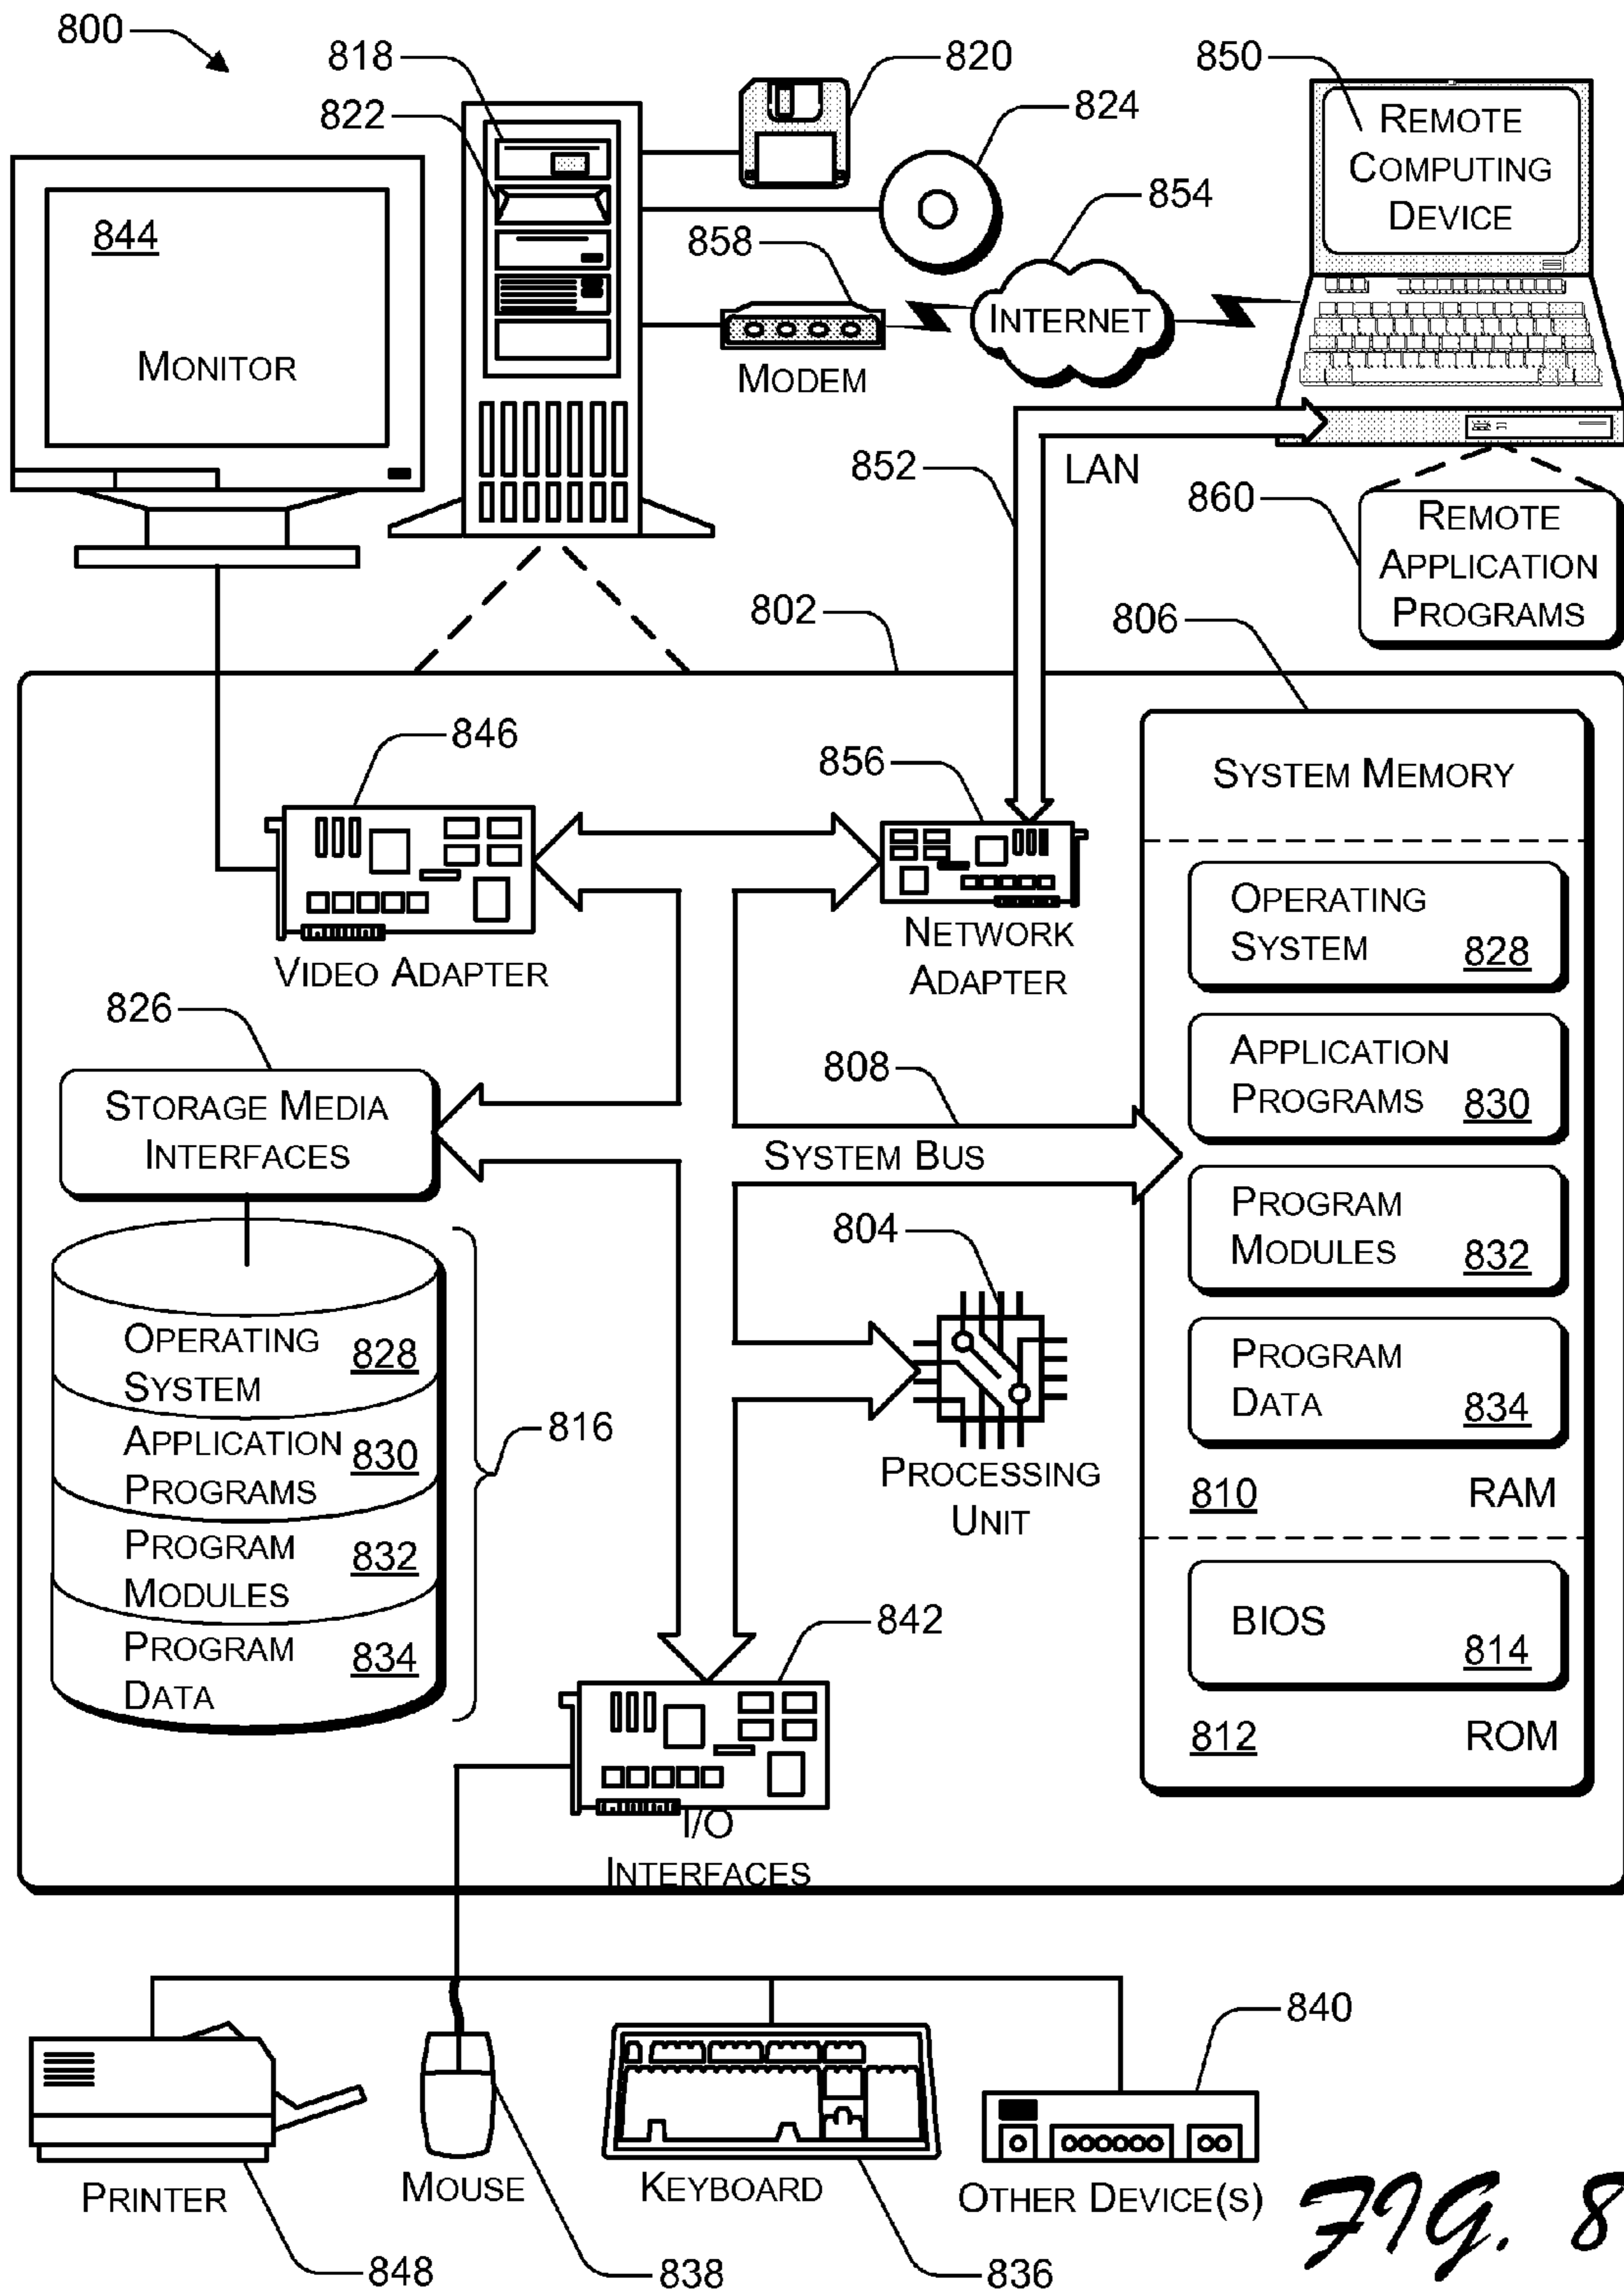 800
818
822
820
824
850
REMOTE
COMPUTING
DEVICE
844
MONITOR
858
MODEM
854
INTERNET
852
LAN
860
REMOTE
APPLICATION
PROGRAMS
802
806
846
VIDEO ADAPTER
856
NETWORK
ADAPTER
SYSTEM MEMORY
OPERATING
SYSTEM 828
APPLICATION
PROGRAMS 830
PROGRAM
MODULES 832
PROGRAM
DATA 834
810 RAM
BIOS
814
812 ROM
826
STORAGE MEDIA
INTERFACES
808
SYSTEM BUS
804
PROCESSING
UNIT
OPERATING
SYSTEM 828
APPLICATION
PROGRAMS 830
PROGRAM
MODULES 832
PROGRAM
DATA 834
816
842
I/O
INTERFACES
PRINTER
848
MOUSE
838
KEYBOARD
836
840
OTHER DEVICE(S)
FIG. 8